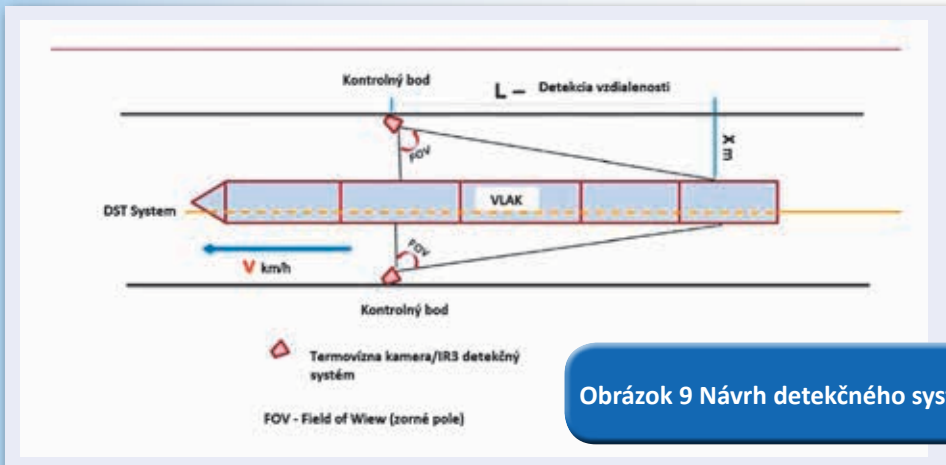 Kontrolný bod
L – Detekcia vzdialenosti
X m
FOV
VLAK
DST System
FOV
V km/h
Kontrolný bod
Termovízna kamera/IR3 detekčný
systém
FOV - Field of Wiew (zorné pole)
Obrázok 9 Návrh detekčného sys